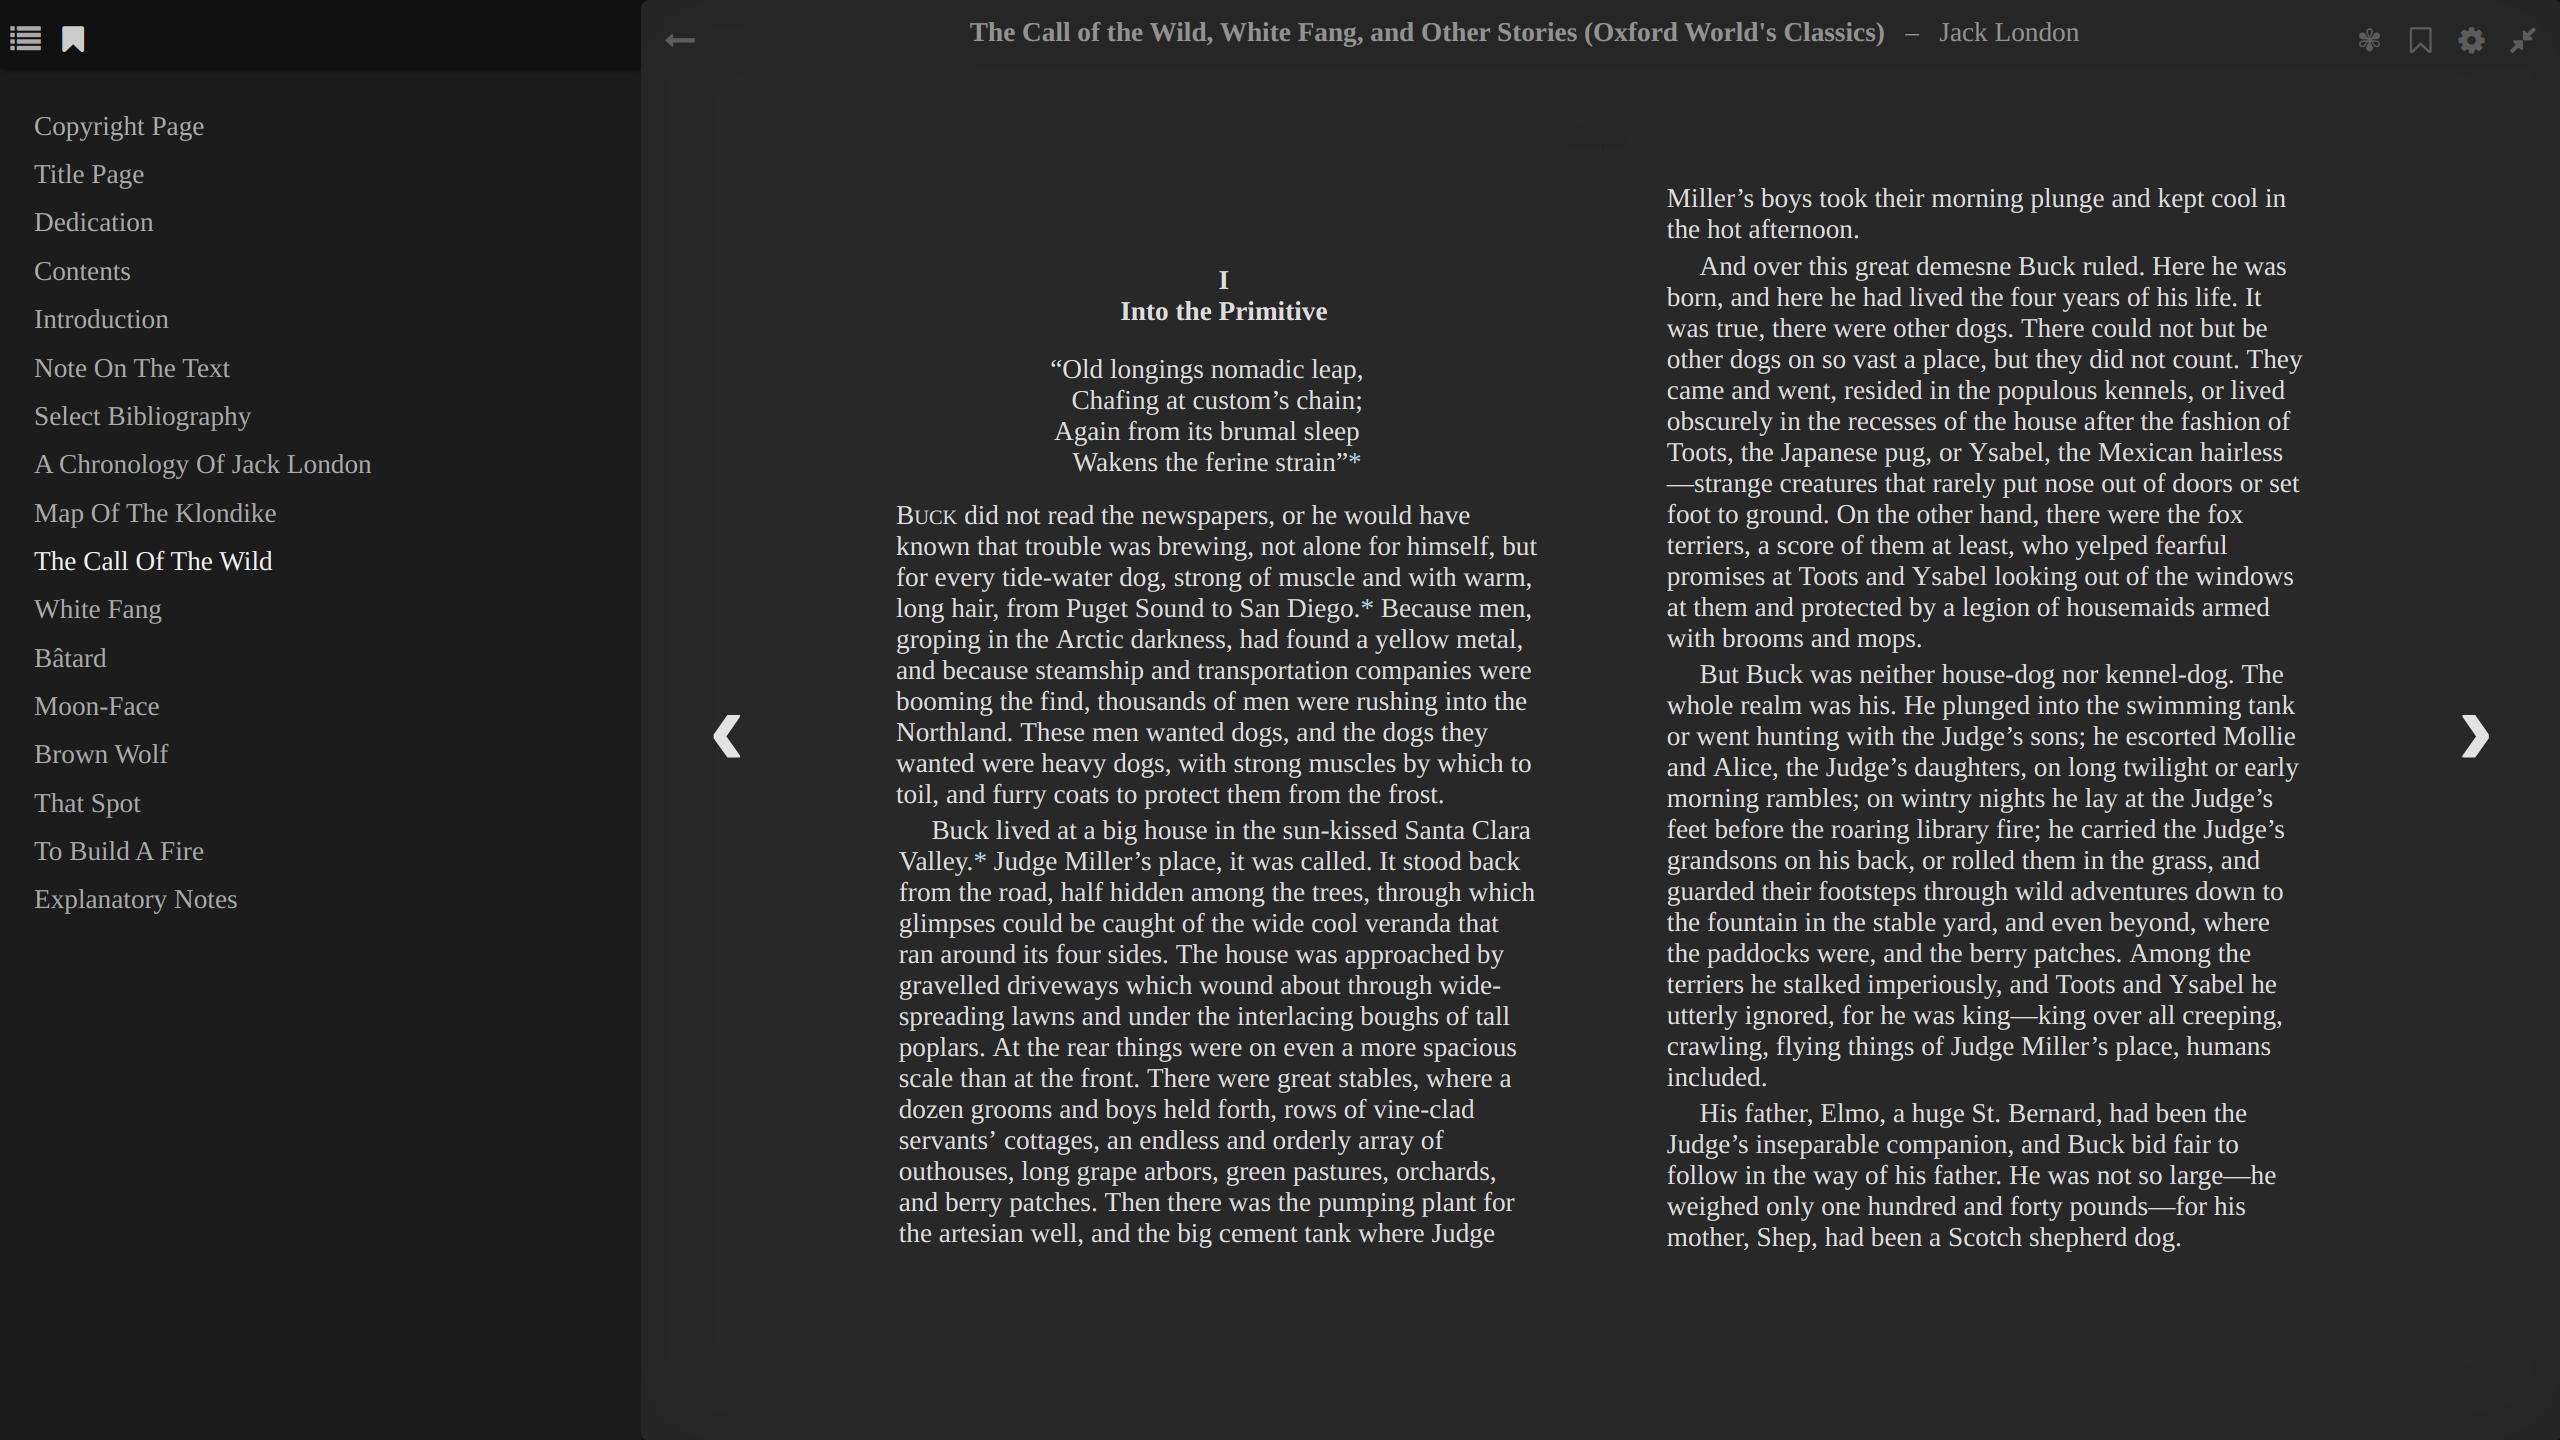 The Call of the Wild, White Fang, and Other Stories (Oxford World's Classics) – Jack London
Copyright Page
Title Page
Dedication
Contents
Introduction
Note On The Text
Select Bibliography
A Chronology Of Jack London
Map Of The Klondike
The Call Of The Wild
White Fang
Bâtard
Moon-Face
Brown Wolf
That Spot
To Build A Fire
Explanatory Notes
I
Into the Primitive
“Old longings nomadic leap,
Chafing at custom’s chain;
Again from its brumal sleep
Wakens the ferine strain”*
BUCK did not read the newspapers, or he would have
known that trouble was brewing, not alone for himself, but
for every tide-water dog, strong of muscle and with warm,
long hair, from Puget Sound to San Diego.* Because men,
groping in the Arctic darkness, had found a yellow metal,
and because steamship and transportation companies were
booming the find, thousands of men were rushing into the
Northland. These men wanted dogs, and the dogs they
wanted were heavy dogs, with strong muscles by which to
toil, and furry coats to protect them from the frost.
Buck lived at a big house in the sun-kissed Santa Clara
Valley.* Judge Miller’s place, it was called. It stood back
from the road, half hidden among the trees, through which
glimpses could be caught of the wide cool veranda that
ran around its four sides. The house was approached by
gravelled driveways which wound about through wide-
spreading lawns and under the interlacing boughs of tall
poplars. At the rear things were on even a more spacious
scale than at the front. There were great stables, where a
dozen grooms and boys held forth, rows of vine-clad
servants’ cottages, an endless and orderly array of
outhouses, long grape arbors, green pastures, orchards,
and berry patches. Then there was the pumping plant for
the artesian well, and the big cement tank where Judge
Miller’s boys took their morning plunge and kept cool in
the hot afternoon.
And over this great demesne Buck ruled. Here he was
born, and here he had lived the four years of his life. It
was true, there were other dogs. There could not but be
other dogs on so vast a place, but they did not count. They
came and went, resided in the populous kennels, or lived
obscurely in the recesses of the house after the fashion of
Toots, the Japanese pug, or Ysabel, the Mexican hairless
—strange creatures that rarely put nose out of doors or set
foot to ground. On the other hand, there were the fox
terriers, a score of them at least, who yelped fearful
promises at Toots and Ysabel looking out of the windows
at them and protected by a legion of housemaids armed
with brooms and mops.
But Buck was neither house-dog nor kennel-dog. The
whole realm was his. He plunged into the swimming tank
or went hunting with the Judge’s sons; he escorted Mollie
and Alice, the Judge’s daughters, on long twilight or early
morning rambles; on wintry nights he lay at the Judge’s
feet before the roaring library fire; he carried the Judge’s
grandsons on his back, or rolled them in the grass, and
guarded their footsteps through wild adventures down to
the fountain in the stable yard, and even beyond, where
the paddocks were, and the berry patches. Among the
terriers he stalked imperiously, and Toots and Ysabel he
utterly ignored, for he was king—king over all creeping,
crawling, flying things of Judge Miller’s place, humans
included.
His father, Elmo, a huge St. Bernard, had been the
Judge’s inseparable companion, and Buck bid fair to
follow in the way of his father. He was not so large—he
weighed only one hundred and forty pounds—for his
mother, Shep, had been a Scotch shepherd dog.